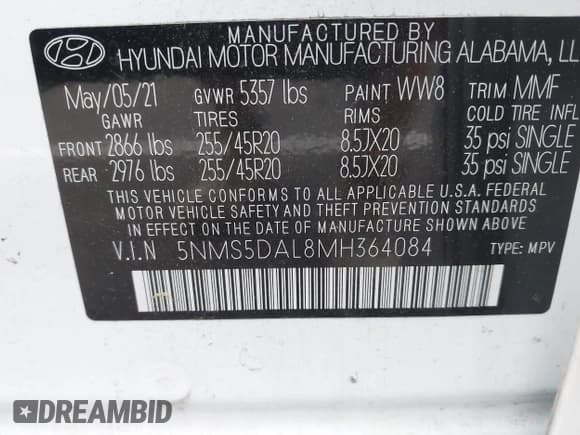 MANUFACTURED BY
HYUNDAI MOTOR MANUFACTURING ALABAMA, LL
May/05/21 GVWR 5357 lbs PAINT WW8 TRIM MMF
GAWR TIRES RIMS COLD TIRE INFL
FRONT 2866 lbs 255/45R20 8.5JX20 35 psi SINGLE
REAR 2976 lbs 255/45R20 8.5JX20 35 psi SINGLE
THIS VEHICLE CONFORMS TO ALL APPLICABLE U.S.A. FEDERAL
MOTOR VEHICLE SAFETY AND THEFT PREVENTION STANDARDS
IN EFFECT ON THE DATE OF MANUFACTURE SHOWN ABOVE.
V.I.N 5NMS5DAL8MH364084 TYPE: MPV
DREAMBID